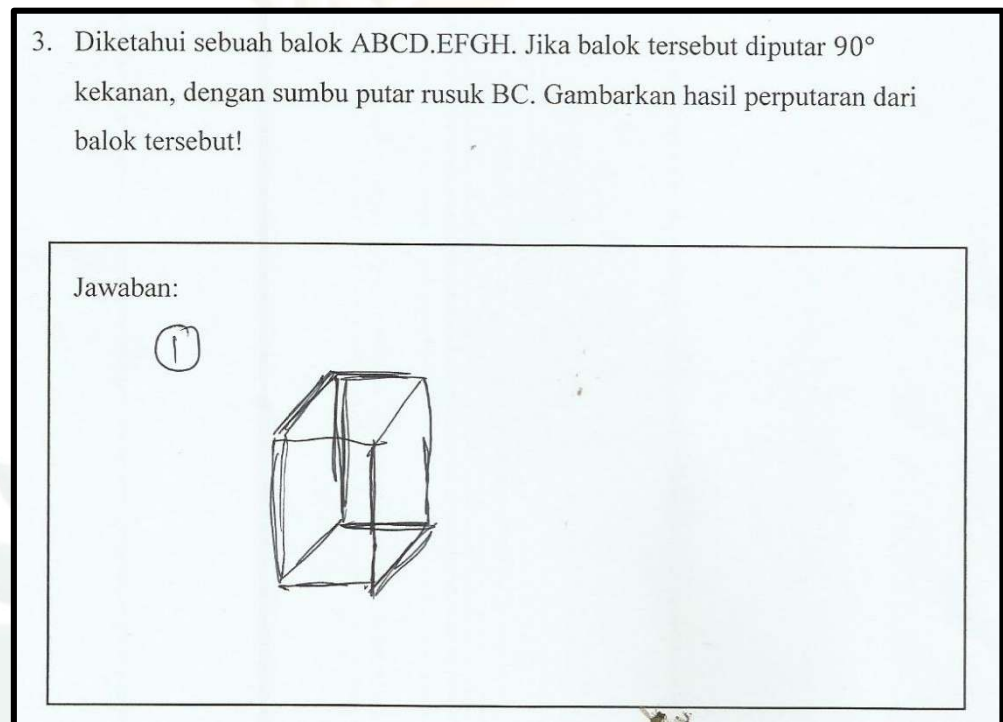 3. Diketahui sebuah balok ABCD.EFGH. Jika balok tersebut diputar 90°
kekanan, dengan sumbu putar rusuk BC. Gambarkan hasil perputaran dari
balok tersebut!
Jawaban:
1